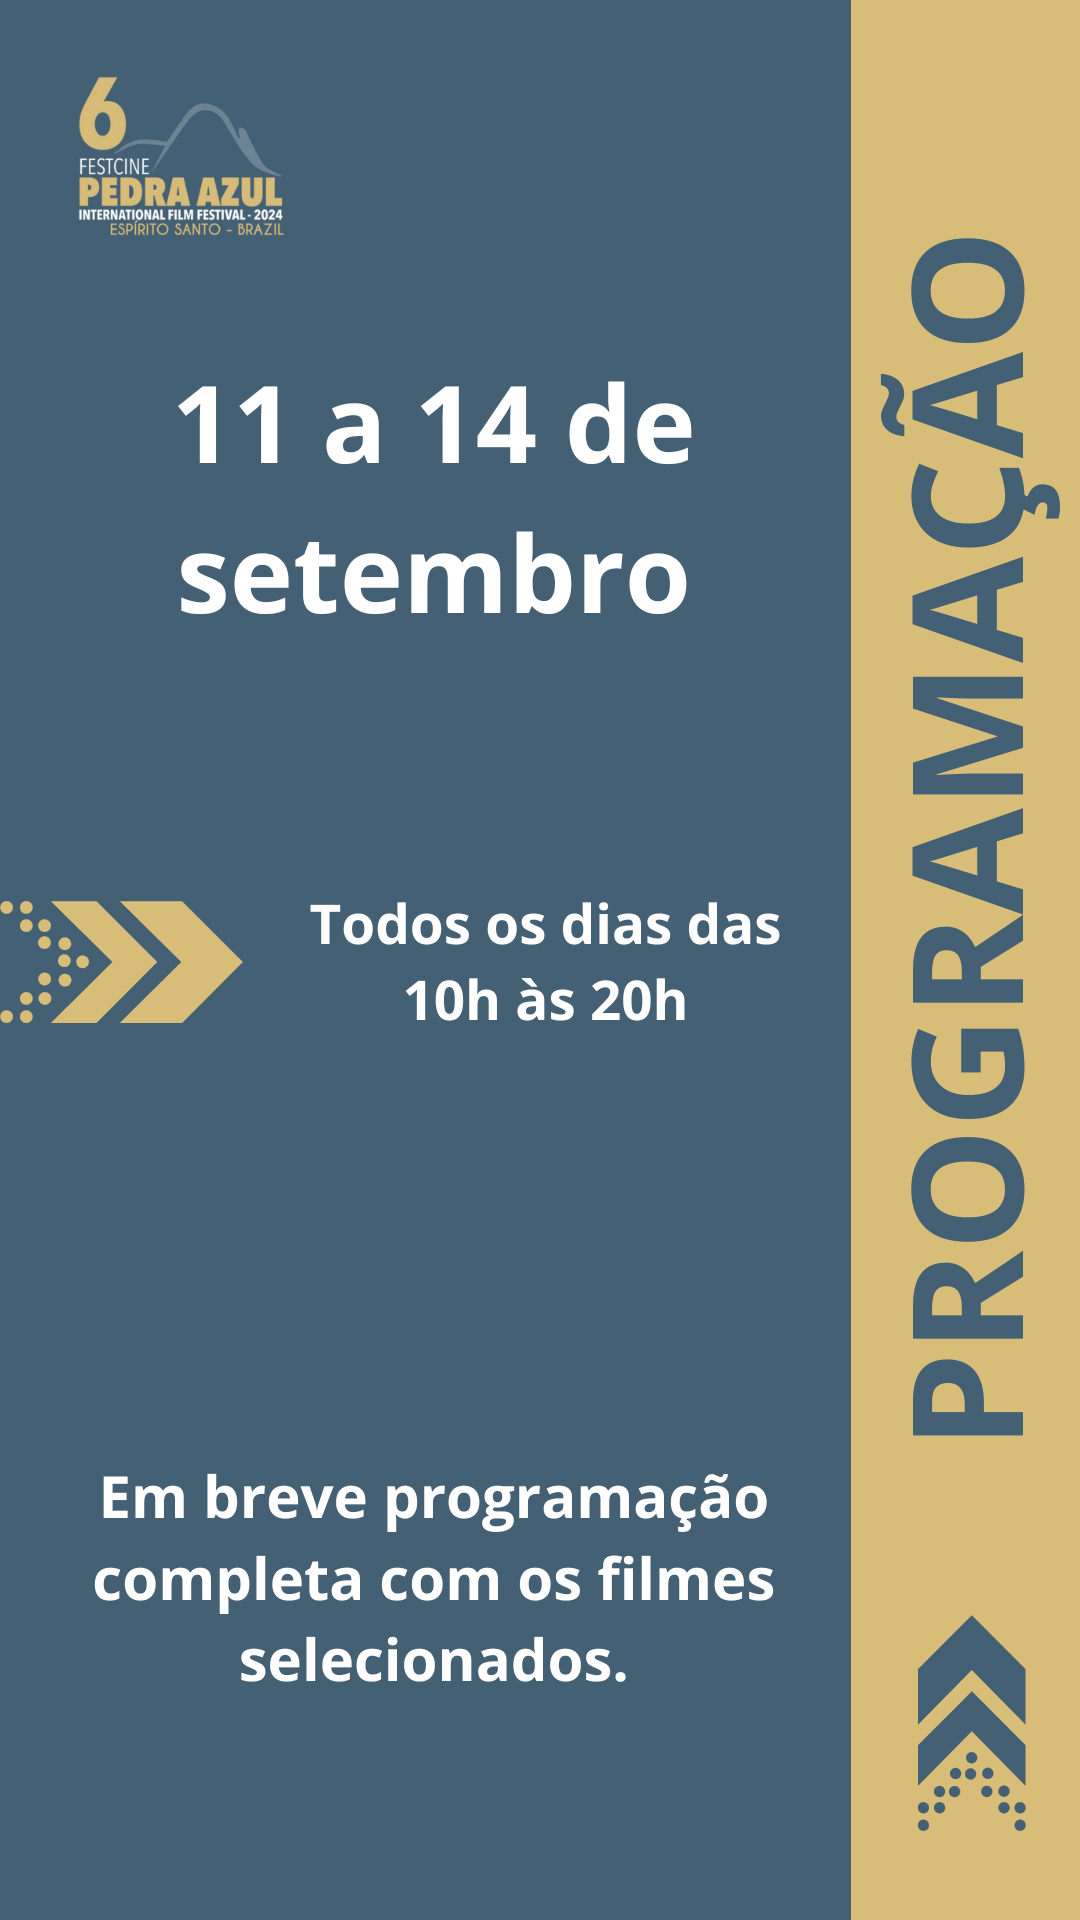 6
FESTCINE
PEDRA AZUL
INTERNATIONAL FILM FESTIVAL - 2024
ESPÍRITO SANTO - BRAZIL
11 a 14 de
setembro
Todos os dias das
10h às 20h
Em breve programação
completa com os filmes
selecionados.
PROGRAMAÇÃO